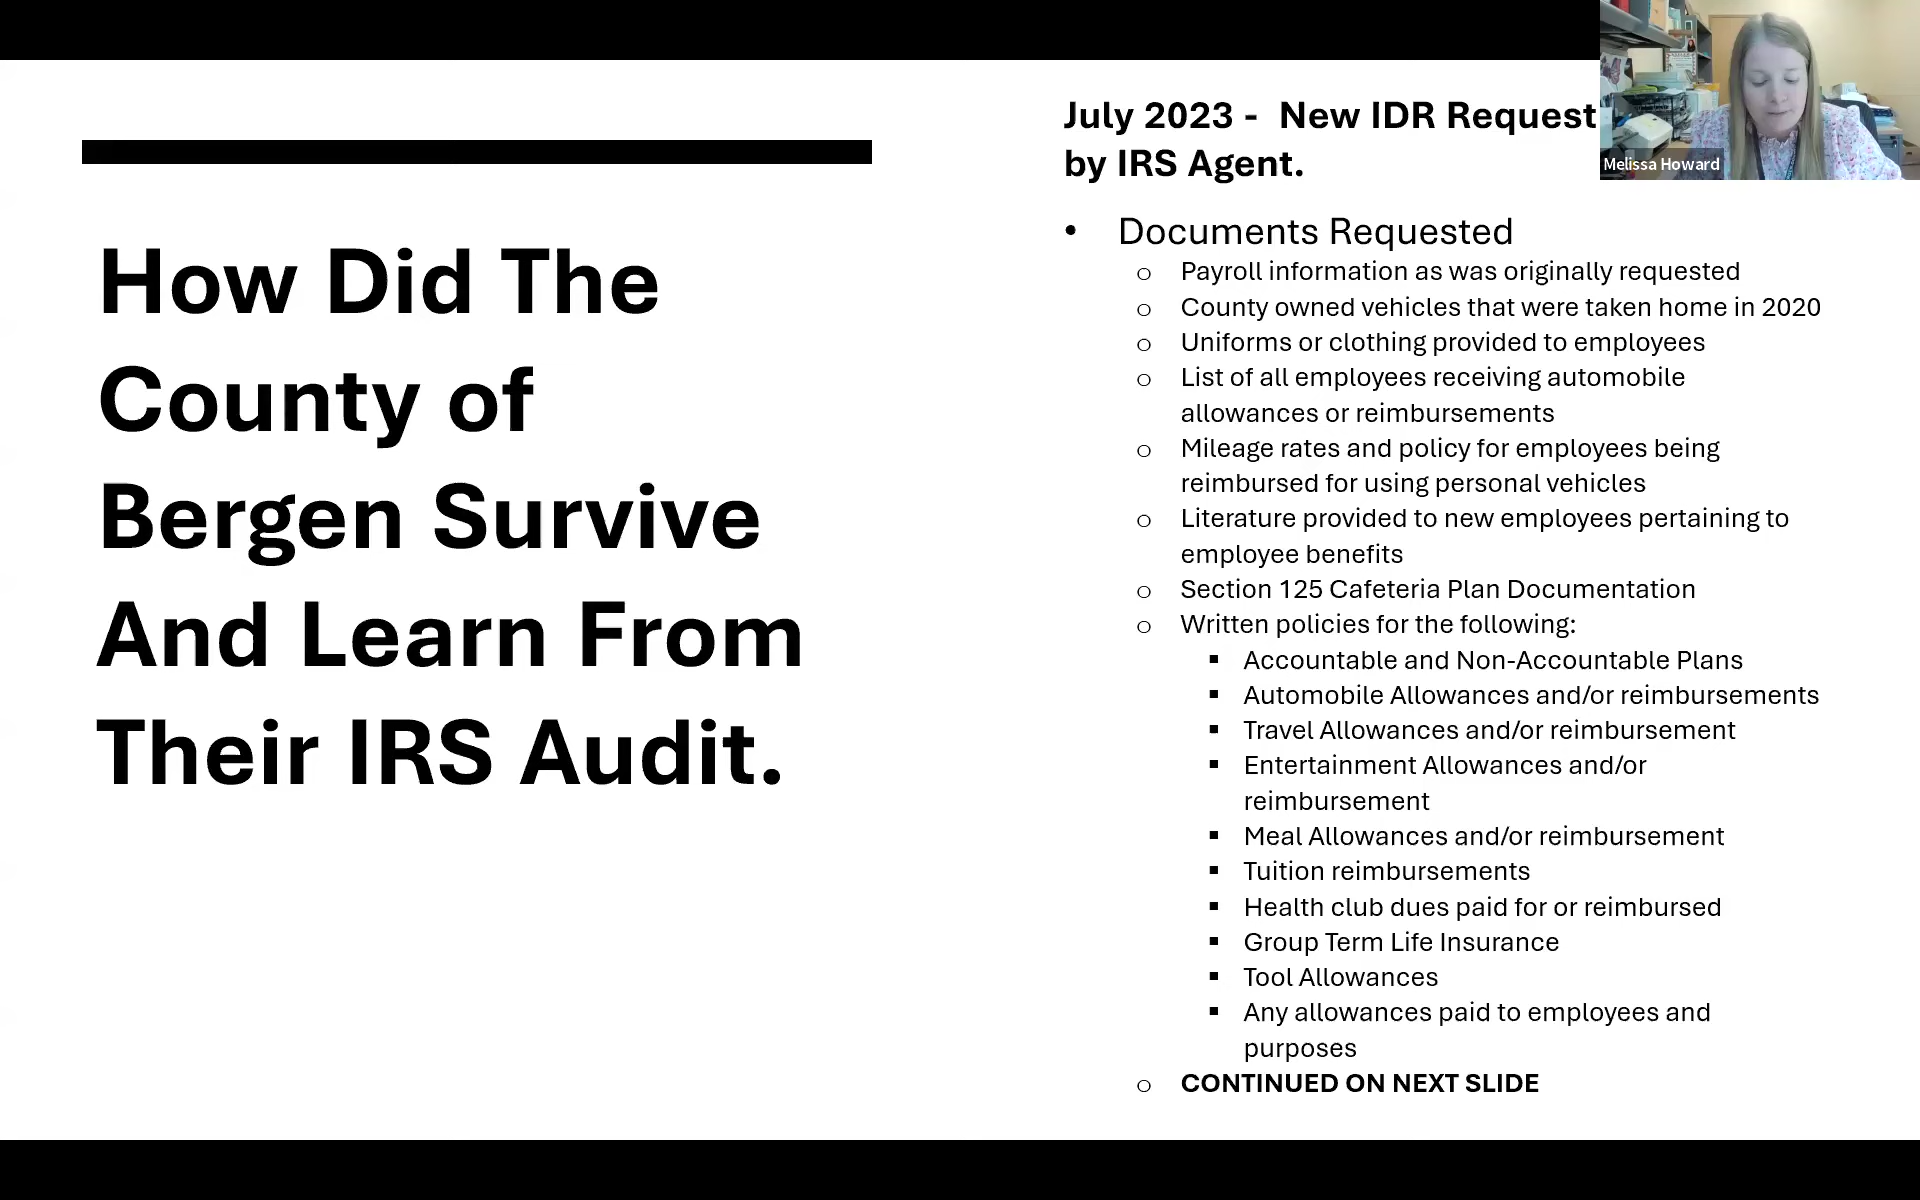 How Did The
County of
Bergen Survive
And Learn From
Their IRS Audit.
July 2023 -  New IDR Request
by IRS Agent.
• Documents Requested
o Payroll information as was originally requested
o County owned vehicles that were taken home in 2020
o Uniforms or clothing provided to employees
o List of all employees receiving automobile
allowances or reimbursements
o Mileage rates and policy for employees being
reimbursed for using personal vehicles
o Literature provided to new employees pertaining to
employee benefits
o Section 125 Cafeteria Plan Documentation
o Written policies for the following:
▪ Accountable and Non-Accountable Plans
▪ Automobile Allowances and/or reimbursements
▪ Travel Allowances and/or reimbursement
▪ Entertainment Allowances and/or
reimbursement
▪ Meal Allowances and/or reimbursement
▪ Tuition reimbursements
▪ Health club dues paid for or reimbursed
▪ Group Term Life Insurance
▪ Tool Allowances
▪ Any allowances paid to employees and
purposes
o CONTINUED ON NEXT SLIDE
Melissa Howard